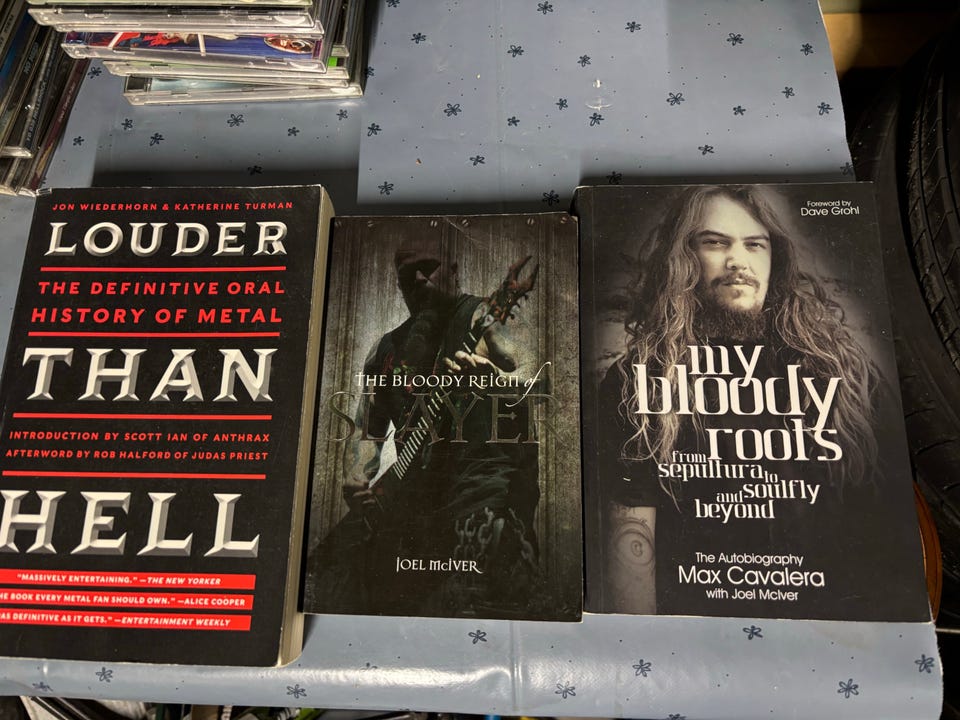 JON WIEDERHORN & KATHERINE TURMAN
LOUDER
THE DEFINITIVE ORAL
HISTORY OF METAL
THAN
INTRODUCTION BY SCOTT IAN OF ANTHRAX
AFTERWORD BY ROB HALFORD OF JUDAS PRIEST
HELL
"MASSIVELY ENTERTAINING." —THE NEW YORKER
THE BOOK EVERY METAL FAN SHOULD OWN." —ALICE COOPER
AS DEFINITIVE AS IT GETS." —ENTERTAINMENT WEEKLY
THE BLOODY REIGN of
SLAYER
JOEL McIVER
Foreword by
Dave Grohl
my
bloody
roots
from
sepultura to
and soulfly
beyond
The Autobiography
Max Cavalera
with Joel McIver